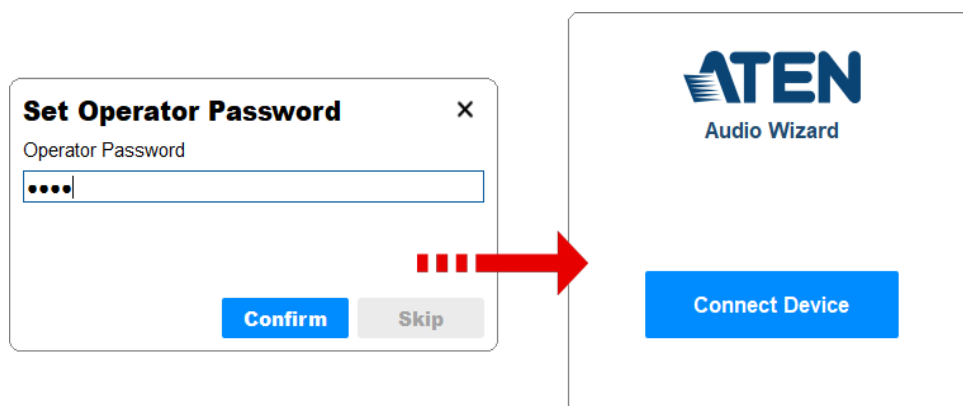 Set Operator Password
Operator Password
••••
Confirm
Skip
ATEN
Audio Wizard
Connect Device